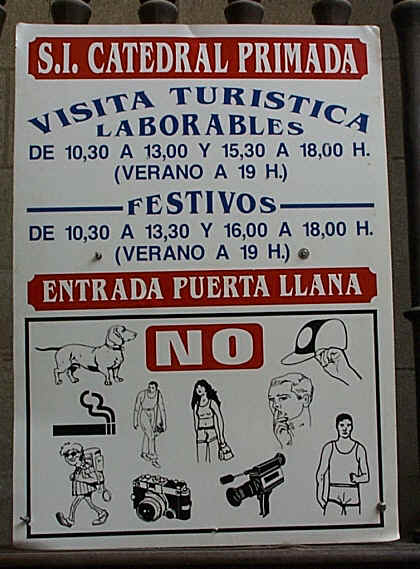 S.I. CATEDRAL PRIMADA
VISITA TURISTICA
LABORABLES
DE 10,30 A 13,00 Y 15,30 A 18,00 H.
(VERANO A 19 H.)
FESTIVOS
DE 10,30 A 13,30 Y 16,00 A 18,00 H.
(VERANO A 19 H.)
ENTRADA PUERTA LLANA
NO